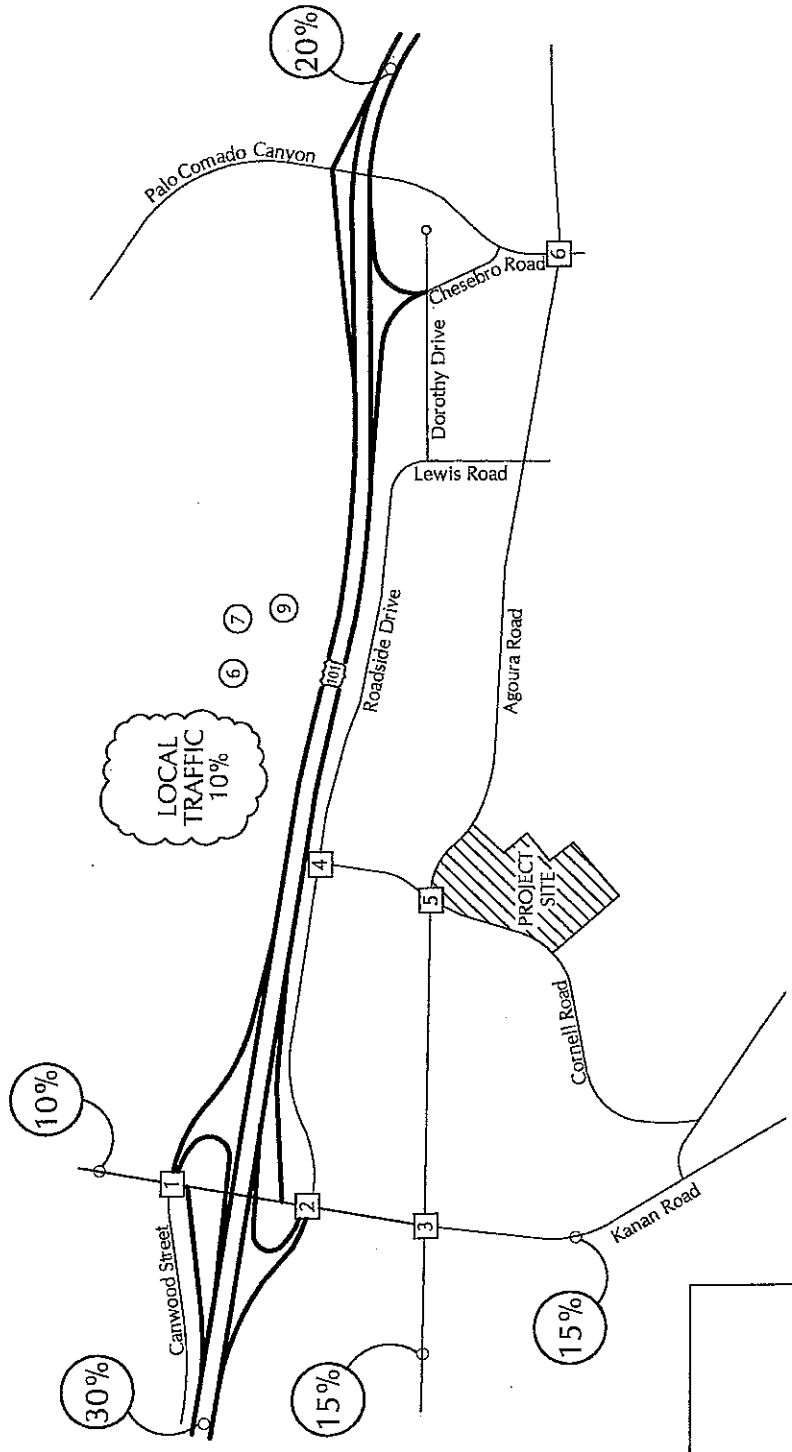 20%
Palo Comado Canyon
Chesebro Road
6
Dorothy Drive
Lewis Road
6
7
9
101
Roadside Drive
Agoura Road
LOCAL
TRAFFIC
10%
4
5
PROJECT
SITE
Cornell Road
10%
1
2
3
Kanan Road
Canwood Street
30%
15%
15%